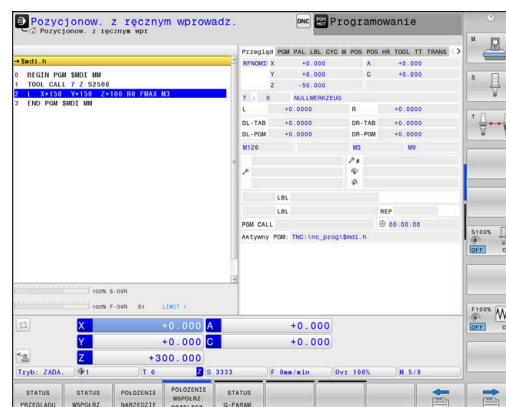 Pozycjonow. z ręcznym wprowadz.
Pozycjonow. z ręcznym wpr
DNC
Programowanie
→$mdi.h
0 BEGIN PGM $MDI MM
1 TOOL CALL 7 Z S2500
2 L X+150 Y+150 Z+100 R0 FMAX M3
3 END PGM $MDI MM
Przegląd PGM PAL LBL CYC M POS POS HR TOOL TT TRANS
RFNOMI X +0.000 A +0.000
Y +0.000 C +0.000
Z -50.000
T : 0 NULLWERKZEUG
L +0.0000 R +0.0000
DL-TAB +0.0000 DR-TAB +0.0000
DL-PGM +0.0000 DR-PGM +0.0000
M126 M5 M9
LBL
LBL REP
PGM CALL 00:00:00
Aktywny PGM: TNC:\nc_prog\$mdi.h
100% S-OVR
100% F-OVR S1 LIMIT 1
X +0.000 A +0.000
Y +0.000 C +0.000
Z +300.000
Tryb: ZADA. 1 T 0 Z S 3333 F 0mm/min Ovr 100% M 5/9
STATUS PRZEGLĄDU
STATUS WSPÓŁRZ.
POŁOŻENIE NARZĘDZIE
POŁOŻENIE WSPÓŁRZ.
STATUS Q-PARAM.
M
S
T
S100%
OFF
F100%
OFF